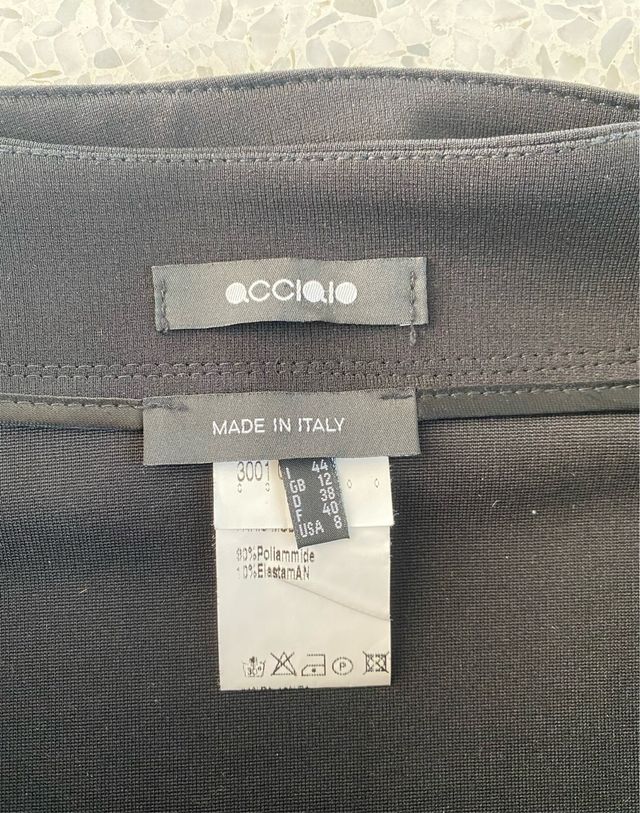 acciaio
MADE IN ITALY
3001
I 44
GB 12
D 38
F 40
USA 8
90%Poliammide
10%ElastamAN
P